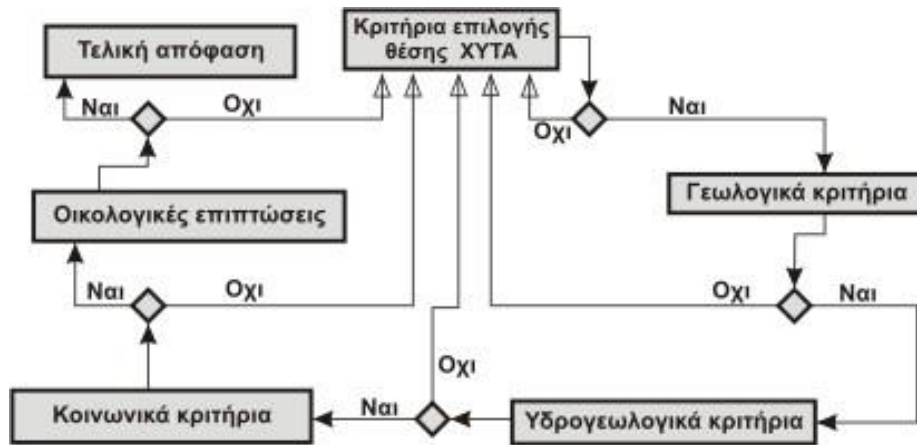 Τελική απόφαση
Κριτήρια επιλογής
θέσης ΧΥΤΑ
Ναι
Οχι
Οχι
Ναι
Οικολογικές επιπτώσεις
Γεωλογικά κριτήρια
Ναι
Οχι
Οχι
Ναι
Οχι
Κοινωνικά κριτήρια
Ναι
Υδρογεωλογικά κριτήρια